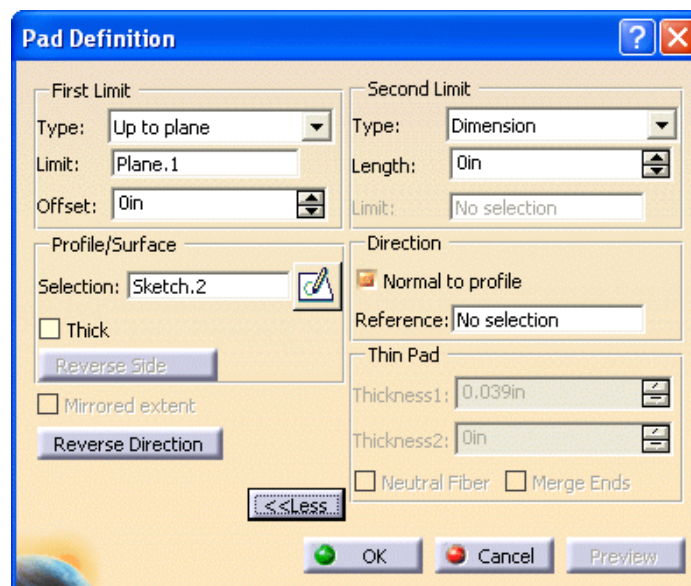 Pad Definition
?
First Limit
Type: Up to plane
Limit: Plane.1
Offset: 0in
Second Limit
Type: Dimension
Length: 0in
Limit: No selection
Profile/Surface
Selection: Sketch.2
Thick
Reverse Side
Mirrored extent
Reverse Direction
Direction
Normal to profile
Reference: No selection
Thin Pad
Thickness1: 0.039in
Thickness2: 0in
Neutral Fiber Merge Ends
<<Less
OK Cancel Preview